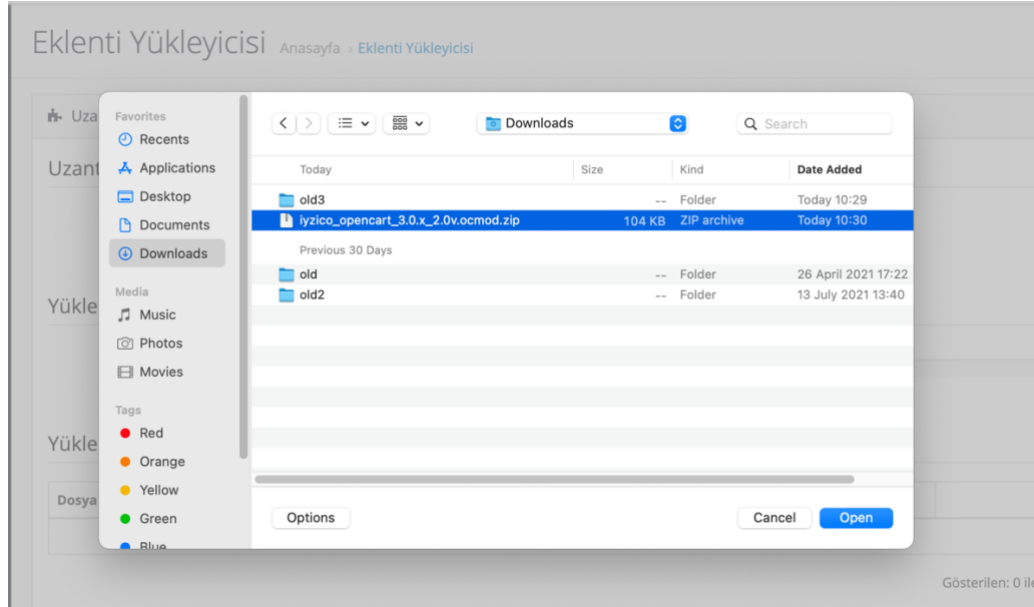 Eklenti Yükleyicisi Anasayfa › Eklenti Yükleyicisi
Favorites
Recents
Applications
Desktop
Documents
Downloads
Media
Music
Photos
Movies
Tags
Red
Orange
Yellow
Green
Blue
Downloads
Search
Today Size Kind Date Added
old3 -- Folder Today 10:29
iyzico_opencart_3.0.x_2.0v.ocmod.zip 104 KB ZIP archive Today 10:30
Previous 30 Days
old -- Folder 26 April 2021 17:22
old2 -- Folder 13 July 2021 13:40
Options Cancel Open
Uza
Uzant
Yükle
Yükle
Dosya
Gösterilen: 0 ile